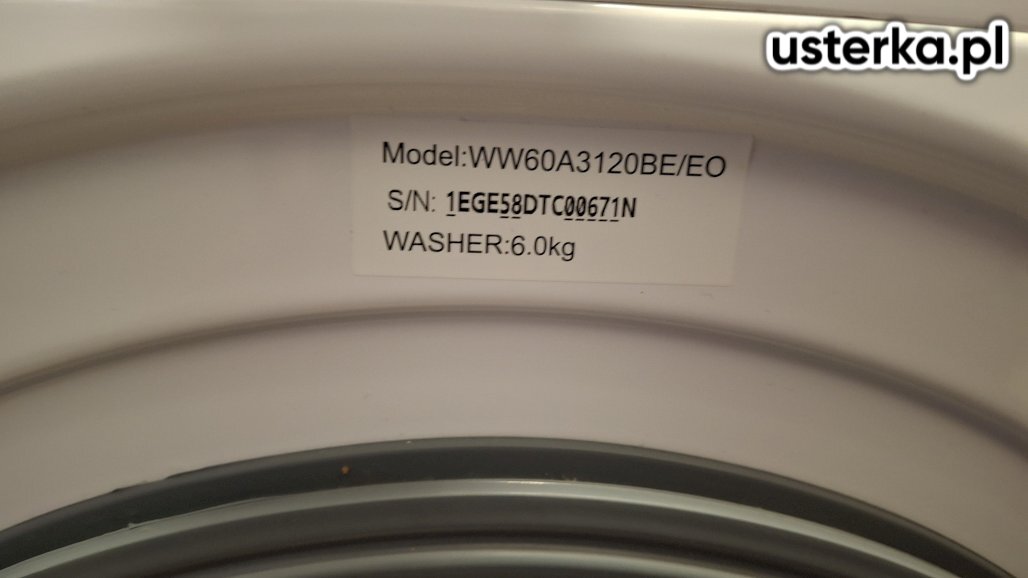 usterka.pl
Model:WW60A3120BE/EO
S/N: 1EGE58DTC00671N
WASHER:6.0kg